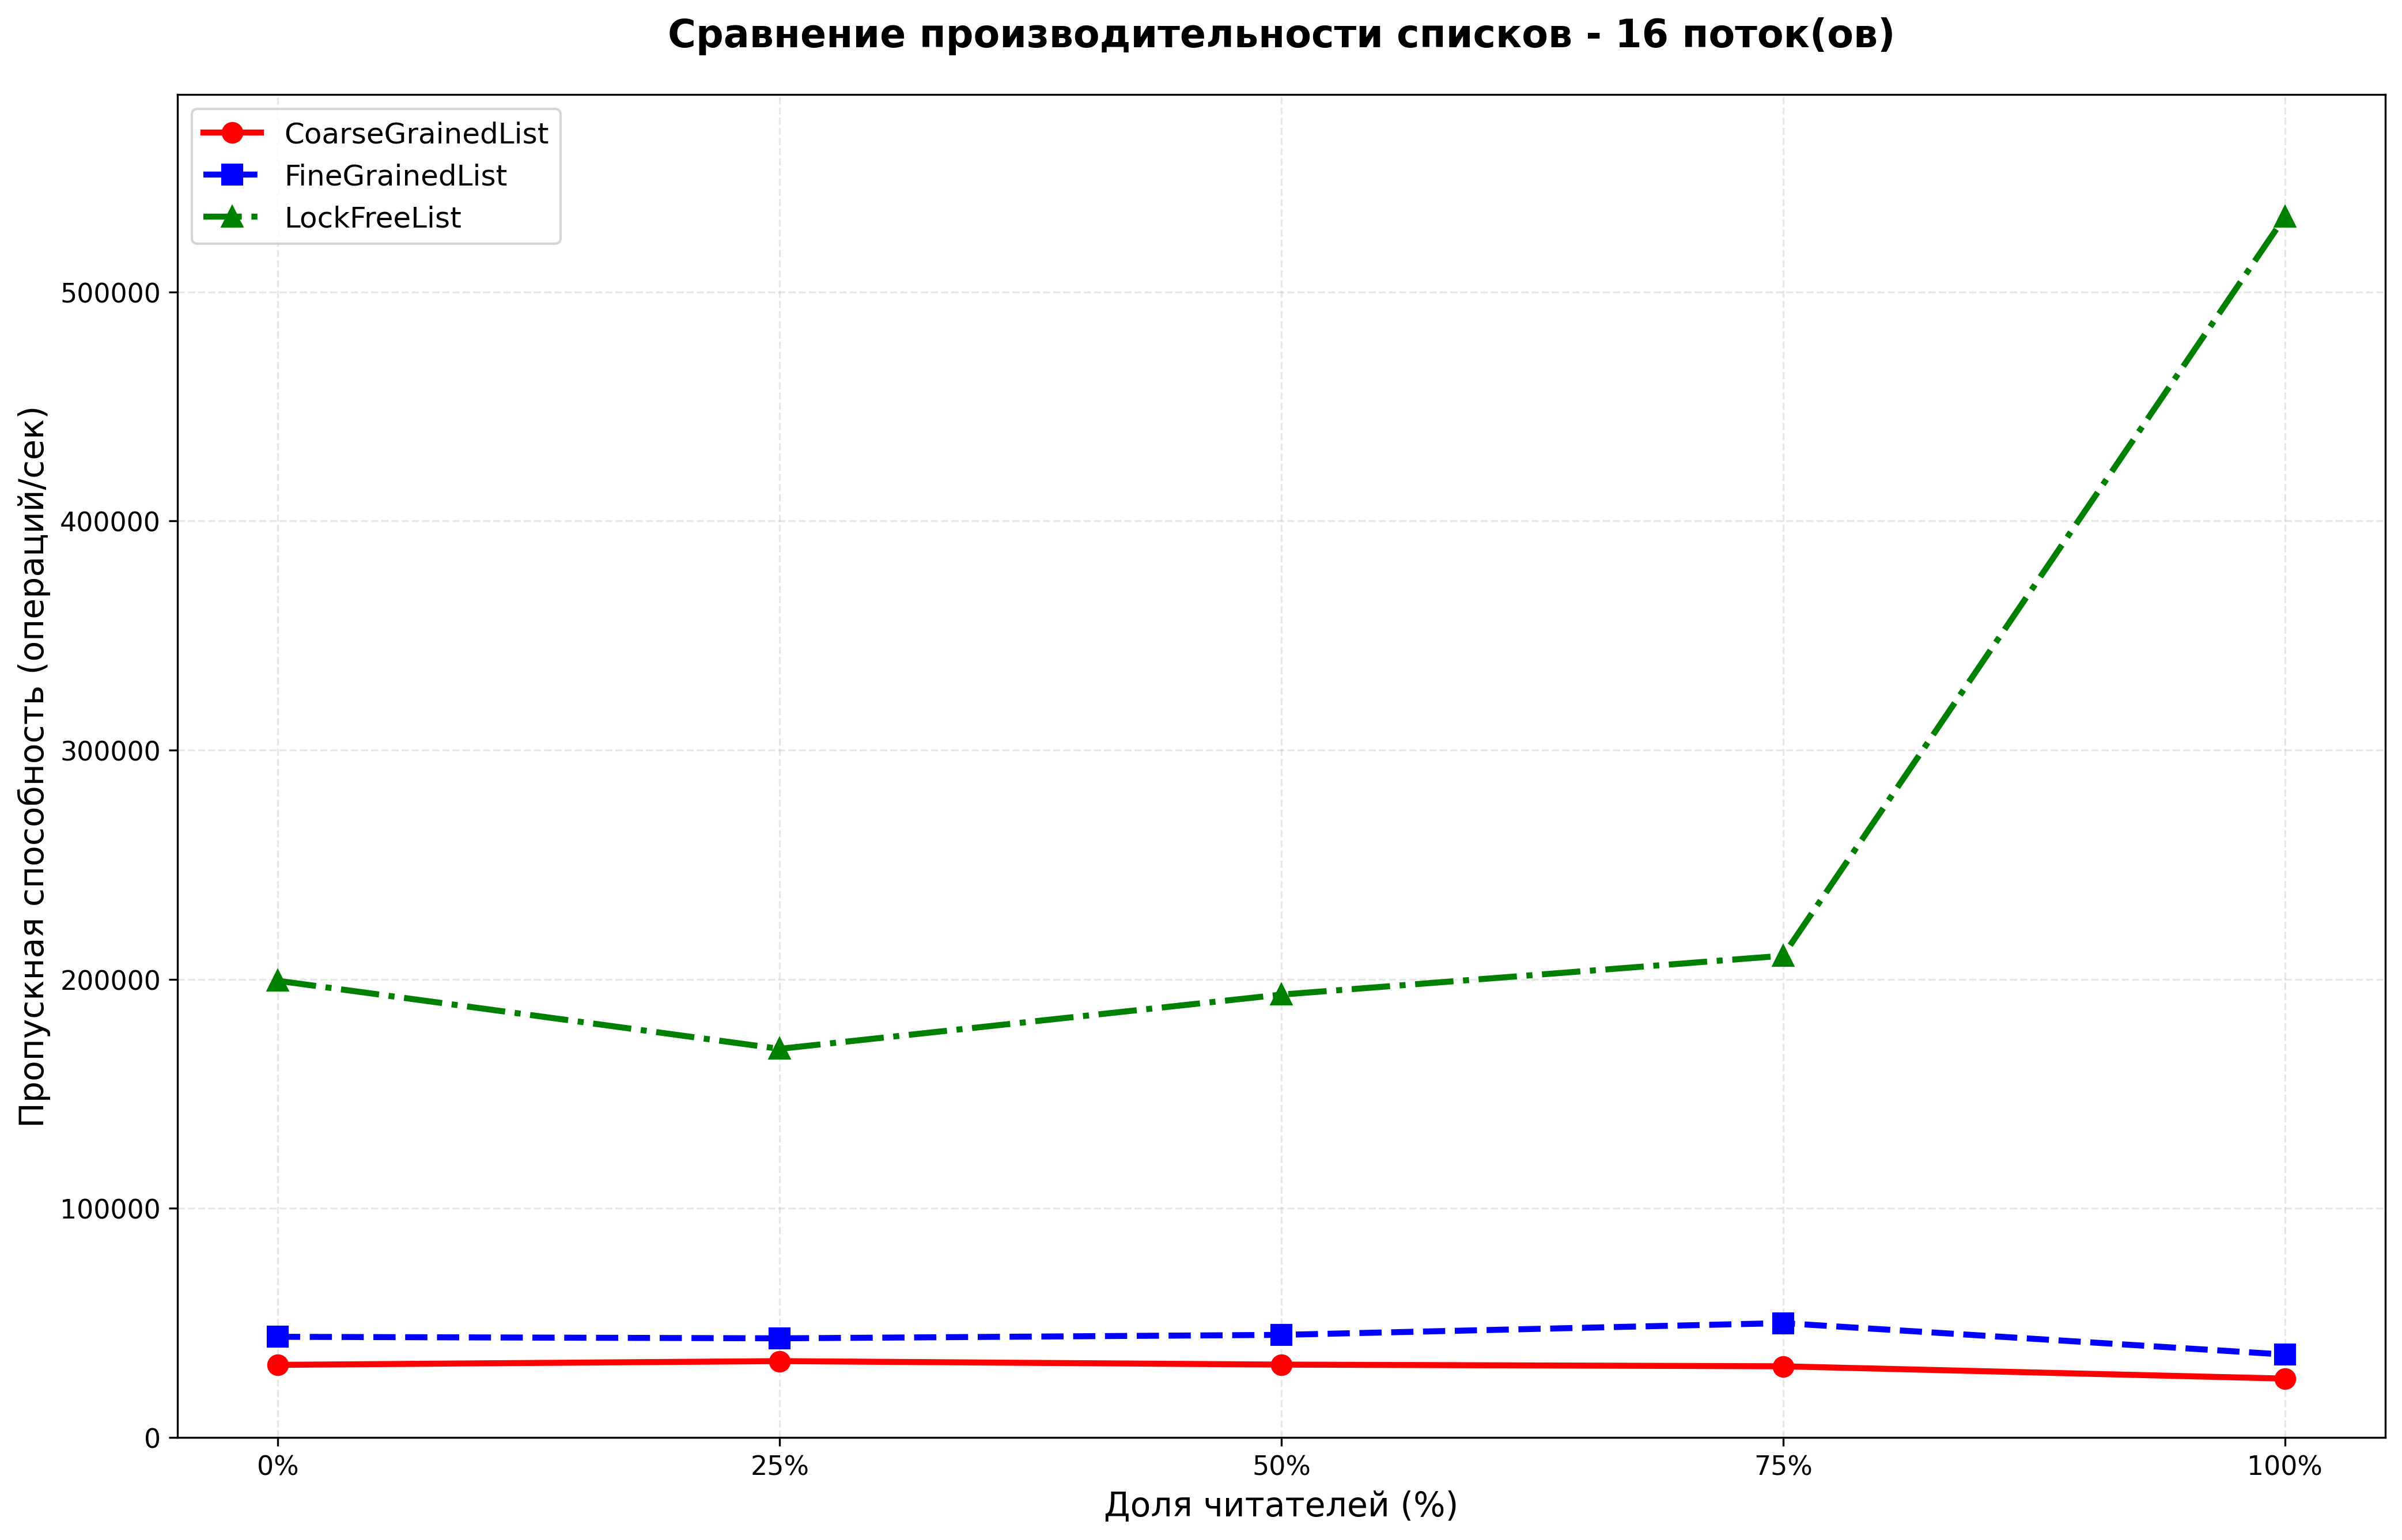 Сравнение производительности списков - 16 поток(ов)
CoarseGrainedList
FineGrainedList
LockFreeList
Пропускная способность (операций/сек)
500000
400000
300000
200000
100000
0
0%
25%
50%
75%
100%
Доля читателей (%)